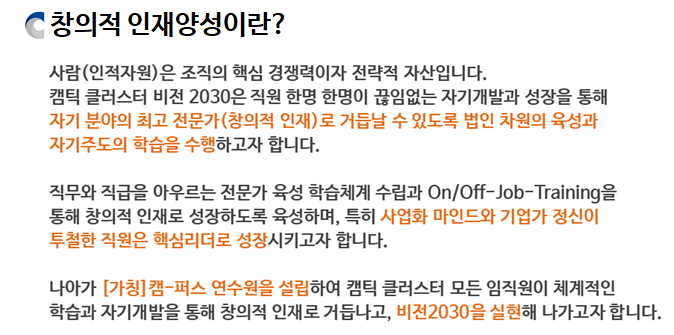 창의적 인재양성이란?
사람(인적자원)은 조직의 핵심 경쟁력이자 전략적 자산입니다.
캠틱 클러스터 비전 2030은 직원 한명 한명이 끊임없는 자기개발과 성장을 통해
자기 분야의 최고 전문가(창의적 인재)로 거듭날 수 있도록 법인 차원의 육성과
자기주도의 학습을 수행하고자 합니다.
직무와 직급을 아우르는 전문가 육성 학습체계 수립과 On/Off-Job-Training을
통해 창의적 인재로 성장하도록 육성하며, 특히 사업화 마인드와 기업가 정신이
투철한 직원은 핵심리더로 성장시키고자 합니다.
나아가 [가칭]캠-퍼스 연수원을 설립하여 캠틱 클러스터 모든 임직원이 체계적인
학습과 자기개발을 통해 창의적 인재로 거듭나고, 비전2030을 실현해 나가고자 합니다.